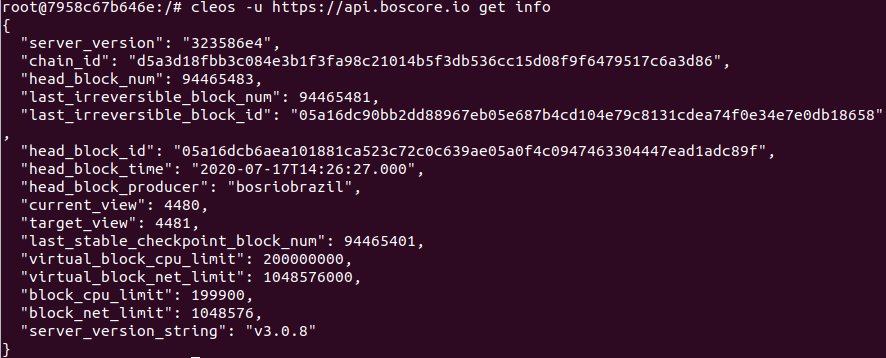 root@7958c67b646e:/# cleos -u https://api.boscore.io get info
{
  "server_version": "323586e4",
  "chain_id": "d5a3d18fbb3c084e3b1f3fa98c21014b5f3db536cc15d08f9f6479517c6a3d86",
  "head_block_num": 94465483,
  "last_irreversible_block_num": 94465481,
  "last_irreversible_block_id": "05a16dc90bb2dd88967eb05e687b4cd104e79c8131cdea74f0e34e7e0db18658"
,
  "head_block_id": "05a16dcb6aea101881ca523c72c0c639ae05a0f4c0947463304447ead1adc89f",
  "head_block_time": "2020-07-17T14:26:27.000",
  "head_block_producer": "bosriobrazil",
  "current_view": 4480,
  "target_view": 4481,
  "last_stable_checkpoint_block_num": 94465401,
  "virtual_block_cpu_limit": 200000000,
  "virtual_block_net_limit": 1048576000,
  "block_cpu_limit": 199900,
  "block_net_limit": 1048576,
  "server_version_string": "v3.0.8"
}